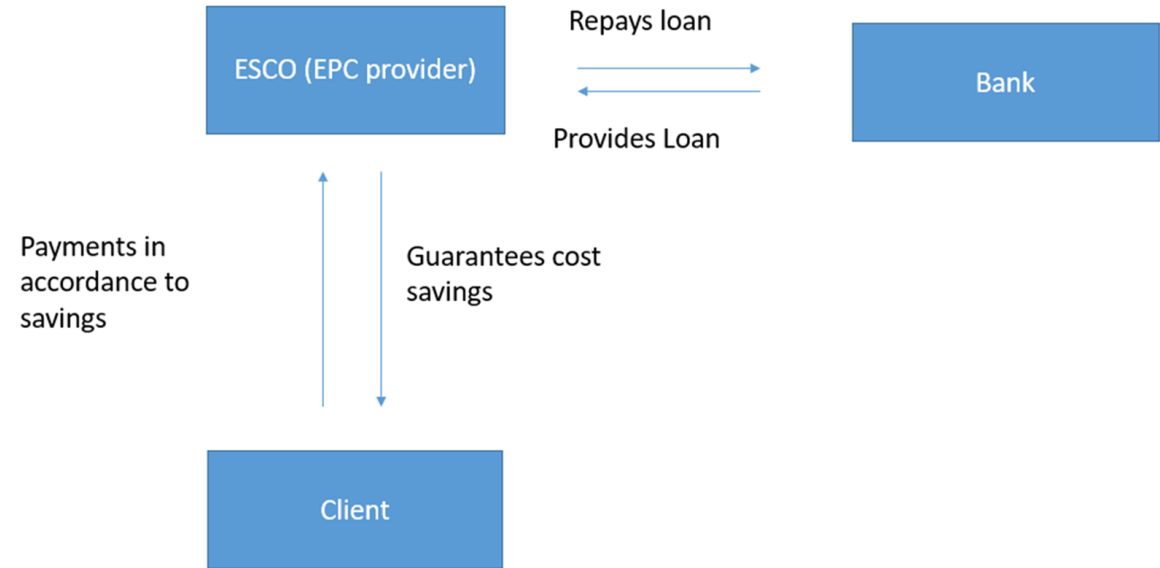 Repays loan
ESCO (EPC provider)
Bank
Provides Loan
Payments in
accordance to
savings
Guarantees cost
savings
Client